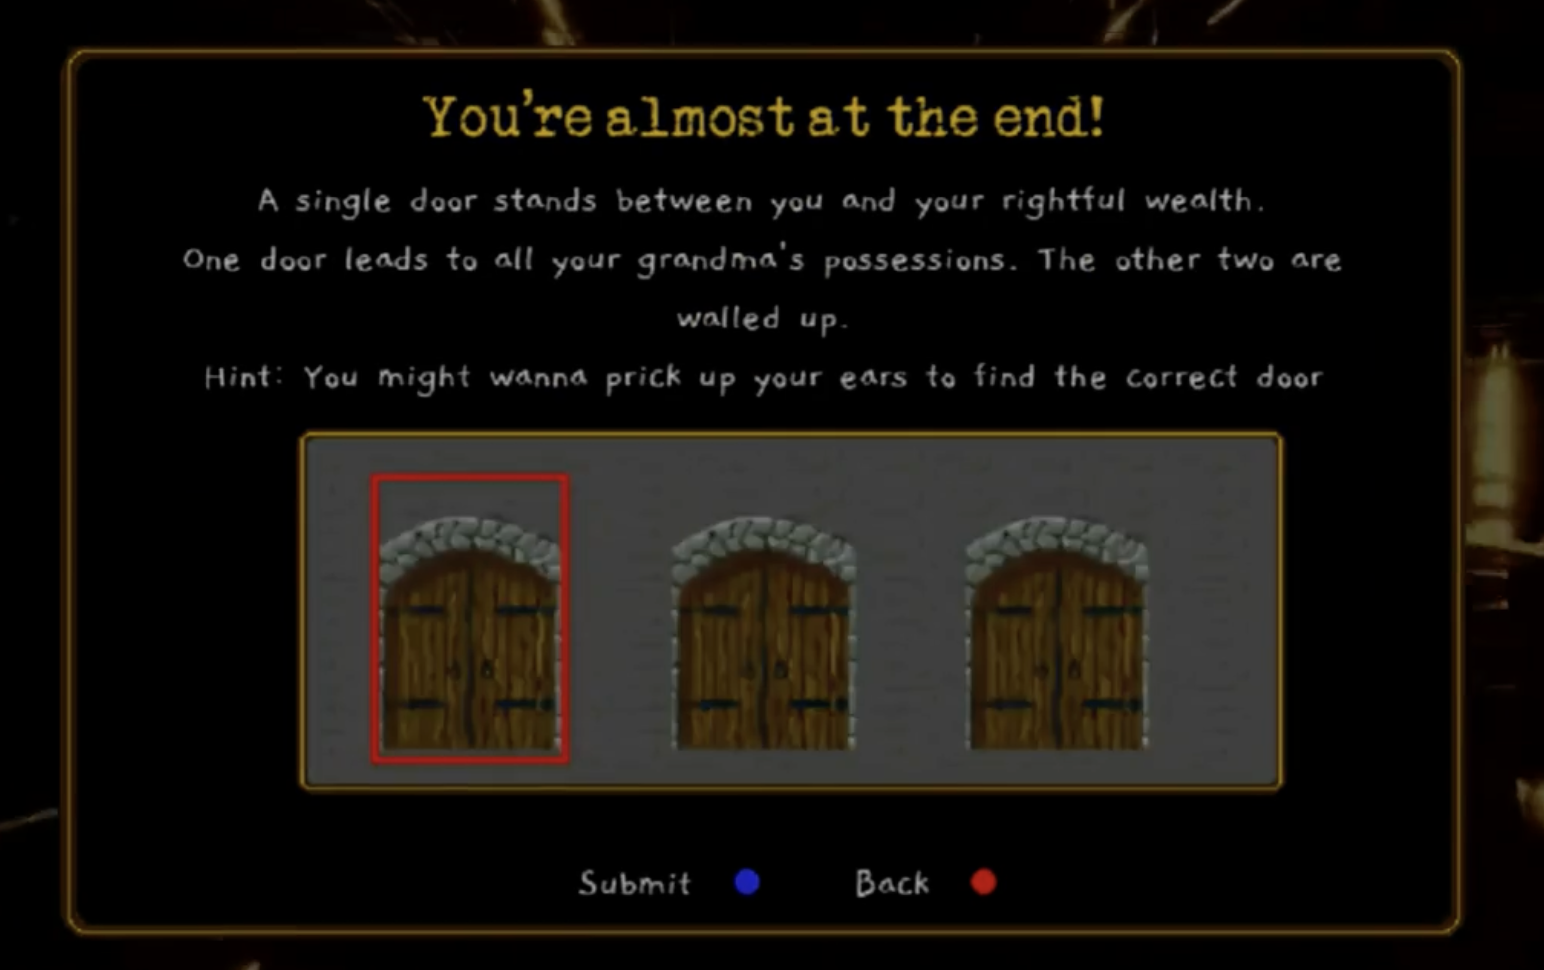 You're almost at the end!
A single door stands between you and your rightful wealth.
One door leads to all your grandma's possessions. The other two are
walled up.
Hint: You might wanna prick up your ears to find the correct door
Submit Back